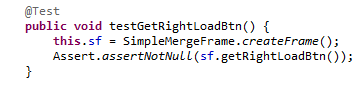 @Test
public void testGetRightLoadBtn() {
    this.sf = SimpleMergeFrame.createFrame();
    Assert.assertNotNull(sf.getRightLoadBtn());
}